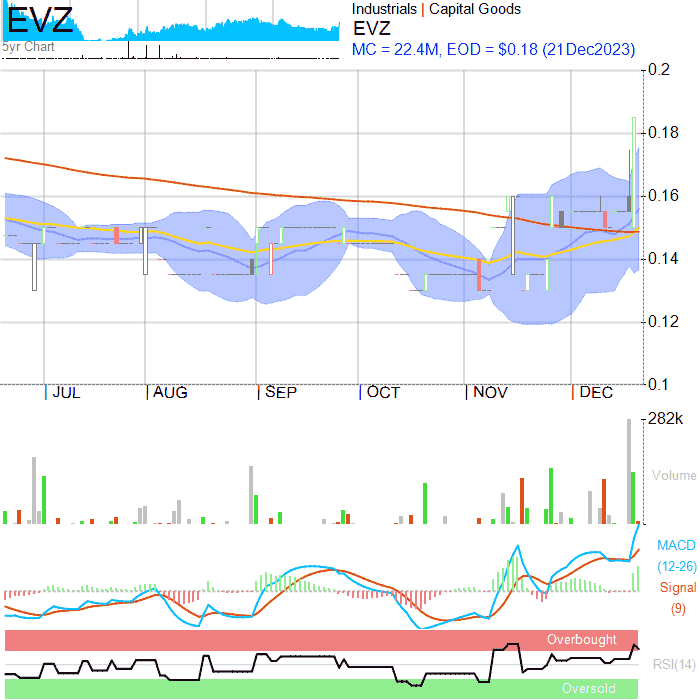 EVZ
5yr Chart
Industrials | Capital Goods
EVZ
MC = 22.4M, EOD = $0.18 (21Dec2023)
0.2
0.18
0.16
0.14
0.12
0.1
JUL AUG SEP OCT NOV DEC
282k
Volume
MACD
(12-26)
Signal
(9)
Overbought
RSI(14)
Oversold